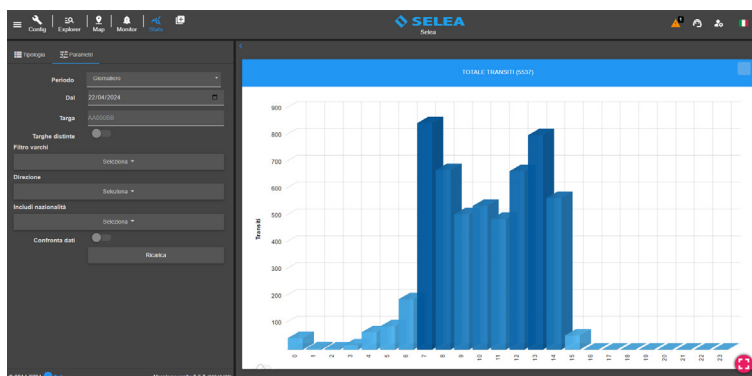 Config
Explorer
Map
Monitor
Stats
SELEA
Selea
Tipologia
Parametri
Periodo
Giornaliero
Dal
22/04/2024
Targa
AA000BB
Targhe distinte
Filtro varchi
Seleziona
Direzione
Seleziona
Includi nazionalità
Seleziona
Confronta dati
Ricarica
TOTALE TRANSITI (5537)
Transiti
900
800
700
600
500
400
300
200
100
0 1 2 3 4 5 6 7 8 9 10 11 12 13 14 15 16 17 18 19 20 21 22 23